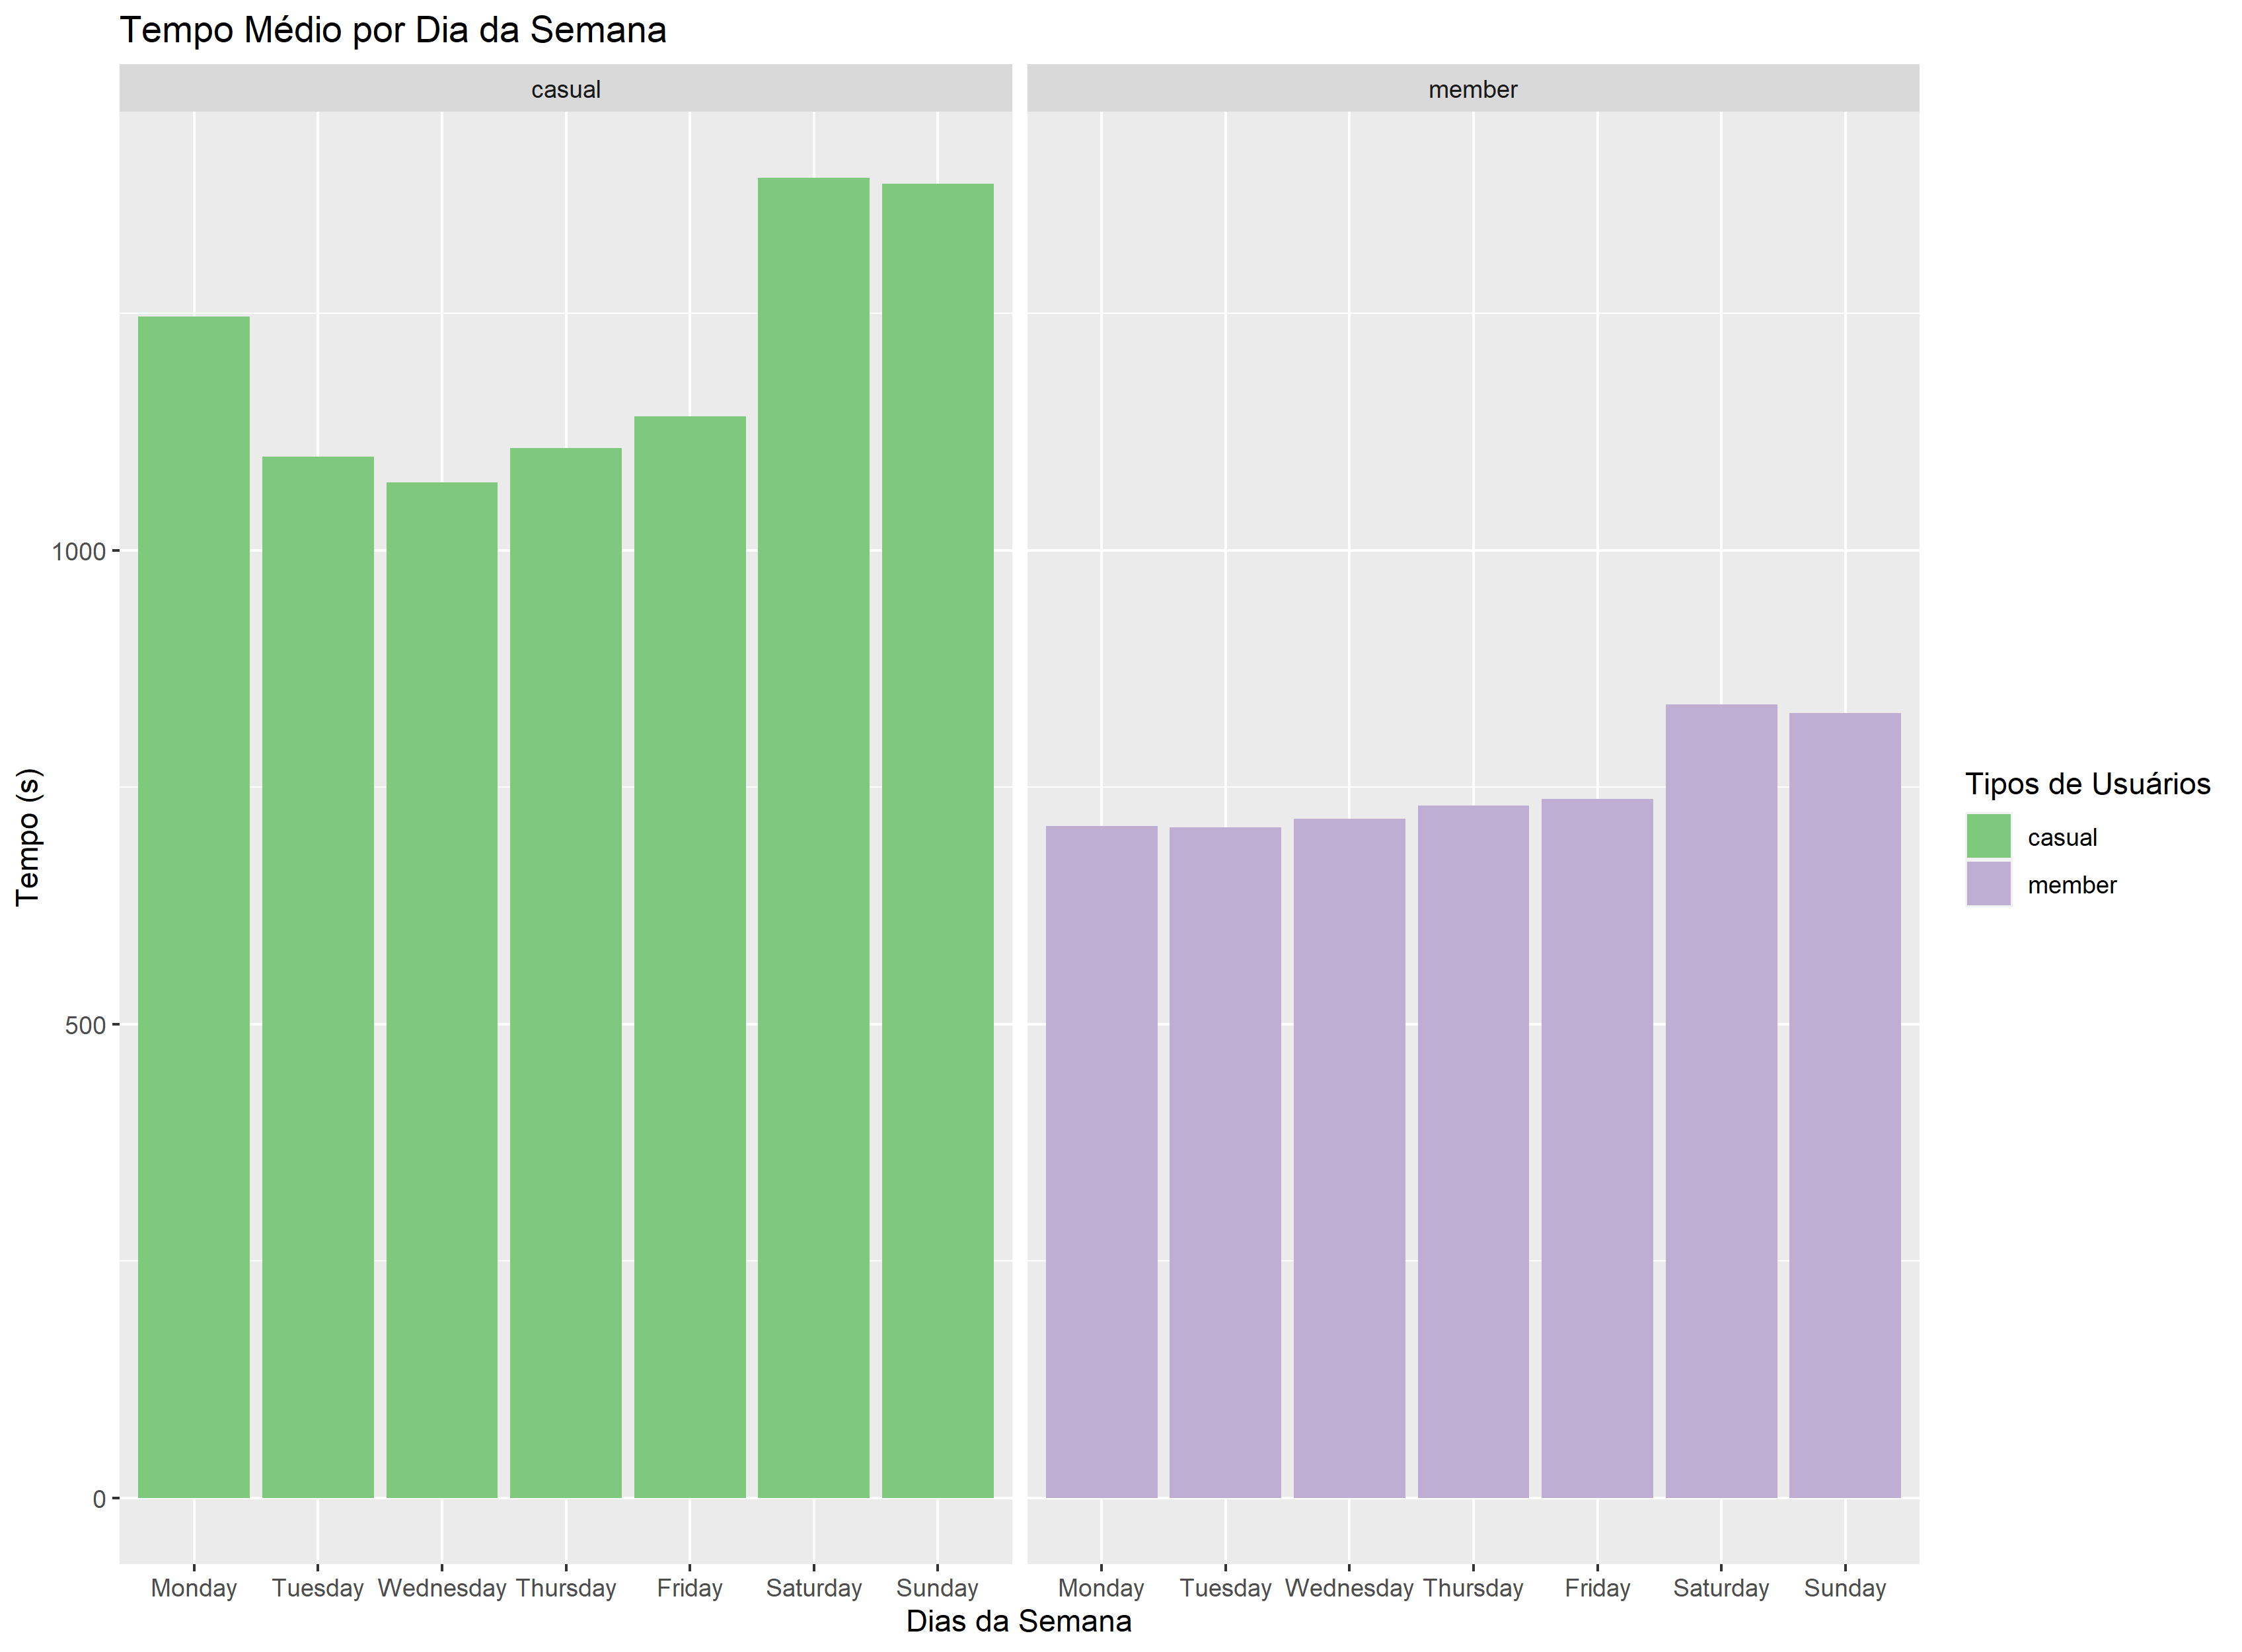 Tempo Médio por Dia da Semana
casual
member
Tempo (s)
1000
500
0
Monday Tuesday Wednesday Thursday Friday Saturday Sunday
Monday Tuesday Wednesday Thursday Friday Saturday Sunday
Dias da Semana
Tipos de Usuários
casual
member